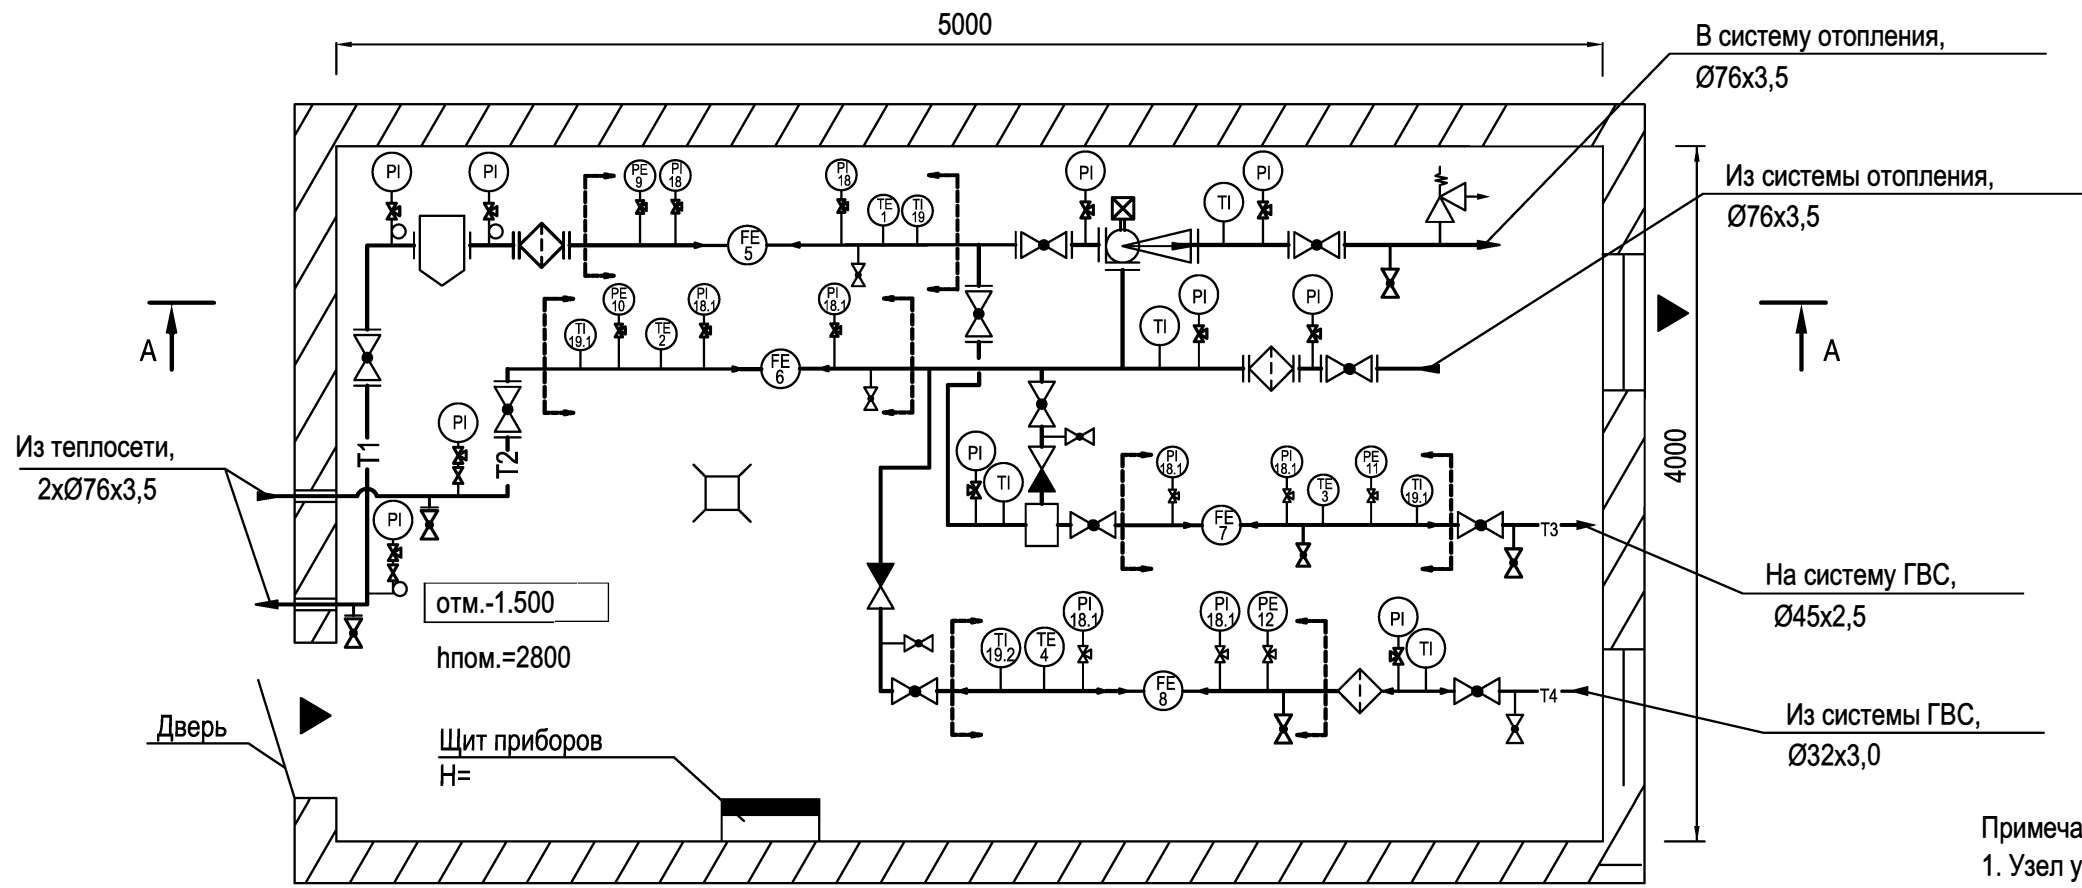 5000
В систему отопления,
Ø76x3,5
Из системы отопления,
Ø76x3,5
PI
PI
PE
9
PI
18
PI
18
TE
1
TI
19
PI
TI
PI
FE
5
TI
19.1
PE
10
TE
2
PI
18.1
PI
18.1
FE
6
TI
PI
PI
A
A
Из теплосети,
2xØ76x3,5
T1
T2
PI
PI
PI
TI
PI
18.1
FE
7
PI
18.1
TE
3
PE
11
TI
19.1
T3
4000
На систему ГВС,
Ø45x2,5
отм.-1.500
hпом.=2800
TI
19.2
TE
4
PI
18.1
FE
8
PI
18.1
PE
12
PI
TI
T4
Из системы ГВС,
Ø32x3,0
Дверь
Щит приборов
H=
Примеча
1. Узел у